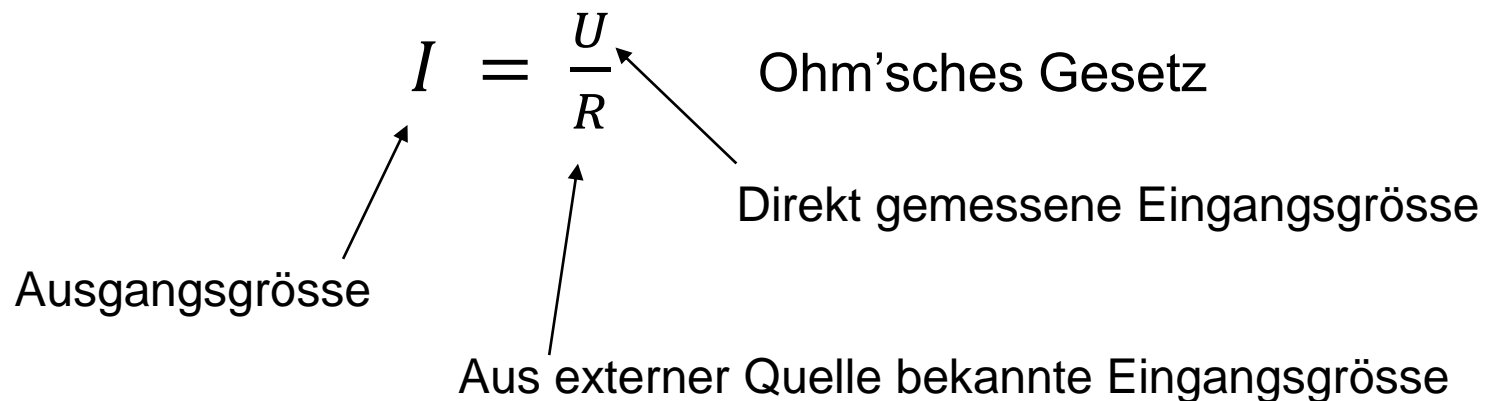 I = U/R Ohm’sches Gesetz
Direkt gemessene Eingangsgrösse
Ausgangsgrösse
Aus externer Quelle bekannte Eingangsgrösse